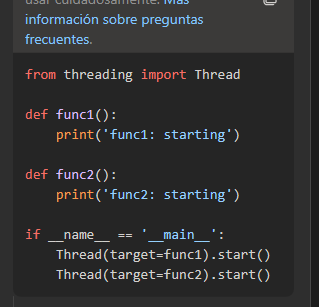 usar cuidadosamente. Más
información sobre preguntas
frecuentes.
from threading import Thread
def func1():
    print('func1: starting')
def func2():
    print('func2: starting')
if __name__ == '__main__':
    Thread(target=func1).start()
    Thread(target=func2).start()